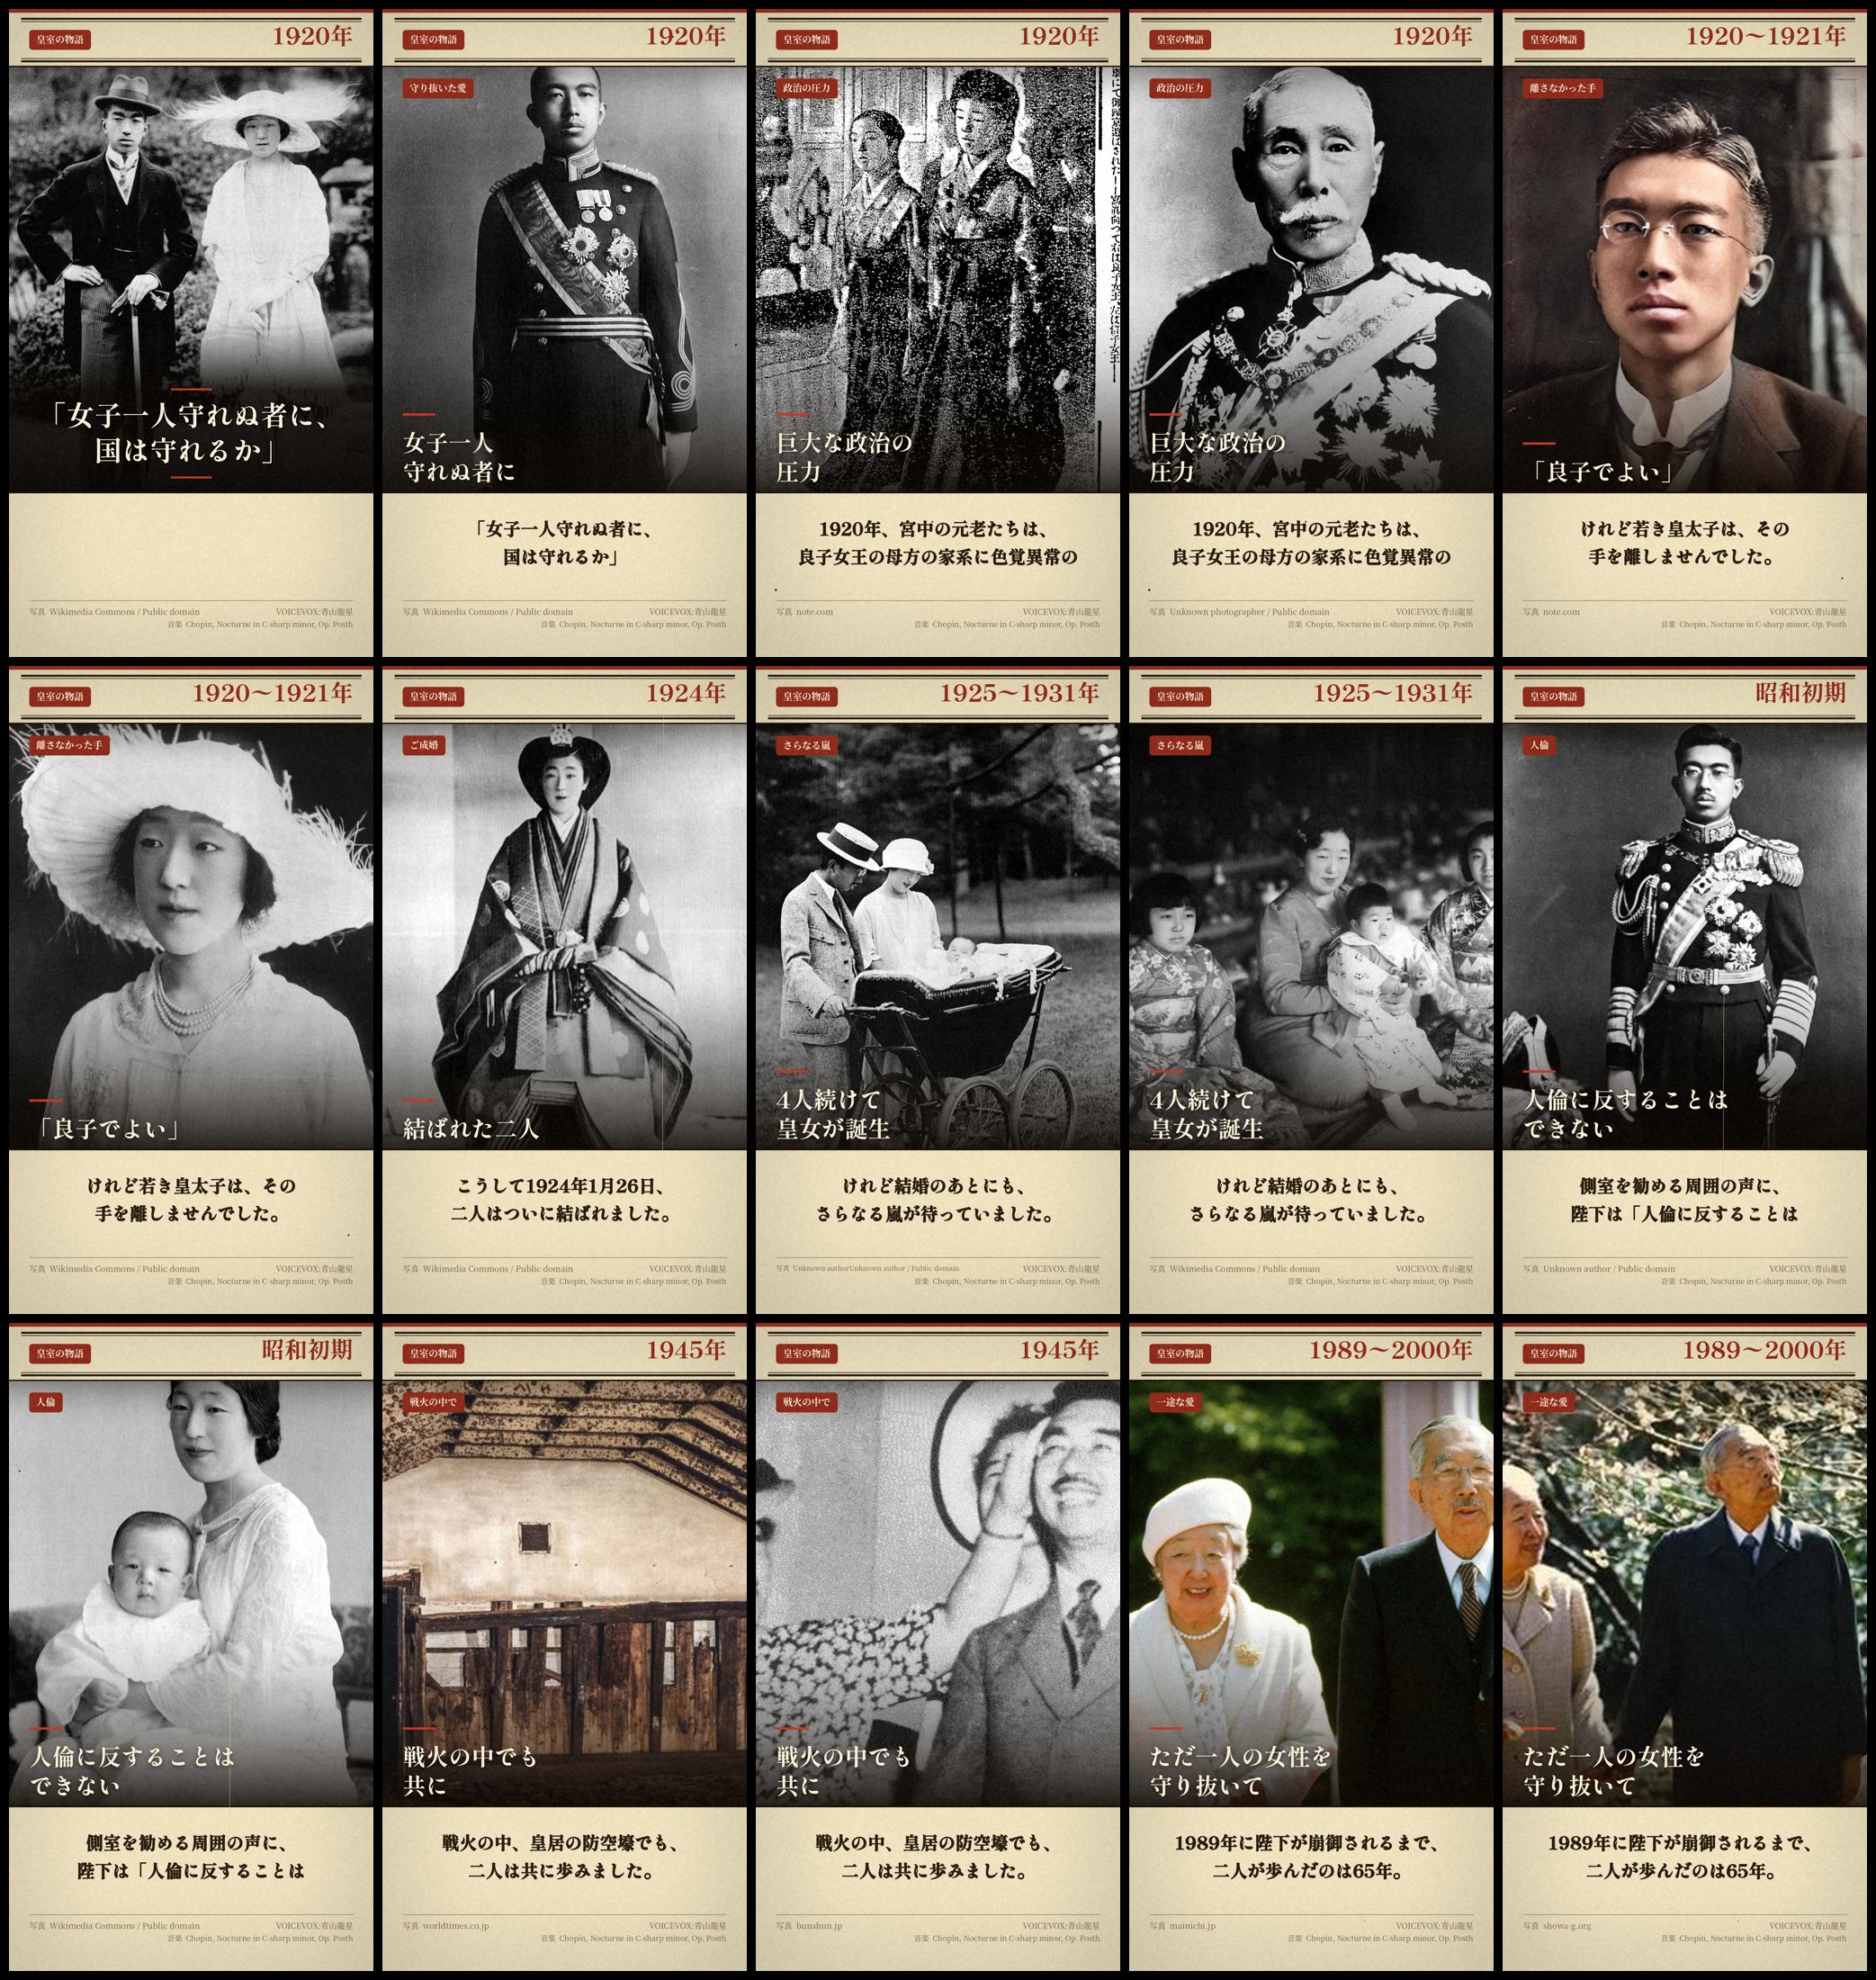 皇室の物語
1920年
「女子一人守れぬ者に、
国は守れるか」
写真 Wikimedia Commons / Public domain
VOICEVOX:青山龍星
音楽 Chopin, Nocturne in C-sharp minor, Op. Posth
皇室の物語
1920年
守り抜いた愛
女子一人
守れぬ者に
「女子一人守れぬ者に、
国は守れるか」
写真 Wikimedia Commons / Public domain
VOICEVOX:青山龍星
音楽 Chopin, Nocturne in C-sharp minor, Op. Posth
皇室の物語
1920年
政治の圧力
巨大な政治の
圧力
1920年、宮中の元老たちは、
良子女王の母方の家系に色覚異常の
写真 note.com
VOICEVOX:青山龍星
音楽 Chopin, Nocturne in C-sharp minor, Op. Posth
皇室の物語
1920年
政治の圧力
巨大な政治の
圧力
1920年、宮中の元老たちは、
良子女王の母方の家系に色覚異常の
写真 Unknown photographer / Public domain
VOICEVOX:青山龍星
音楽 Chopin, Nocturne in C-sharp minor, Op. Posth
皇室の物語
1920〜1921年
離さなかった手
「良子でよい」
けれど若き皇太子は、その
手を離しませんでした。
写真 note.com
VOICEVOX:青山龍星
音楽 Chopin, Nocturne in C-sharp minor, Op. Posth
皇室の物語
1920〜1921年
離さなかった手
「良子でよい」
けれど若き皇太子は、その
手を離しませんでした。
写真 Wikimedia Commons / Public domain
VOICEVOX:青山龍星
音楽 Chopin, Nocturne in C-sharp minor, Op. Posth
皇室の物語
1924年
ご成婚
結ばれた二人
こうして1924年1月26日、
二人はついに結ばれました。
写真 Wikimedia Commons / Public domain
VOICEVOX:青山龍星
音楽 Chopin, Nocturne in C-sharp minor, Op. Posth
皇室の物語
1925〜1931年
さらなる嵐
4人続けて
皇女が誕生
けれど結婚のあとにも、
さらなる嵐が待っていました。
写真 Unknown authorUnknown author / Public domain
VOICEVOX:青山龍星
音楽 Chopin, Nocturne in C-sharp minor, Op. Posth
皇室の物語
1925〜1931年
さらなる嵐
4人続けて
皇女が誕生
けれど結婚のあとにも、
さらなる嵐が待っていました。
写真 Wikimedia Commons / Public domain
VOICEVOX:青山龍星
音楽 Chopin, Nocturne in C-sharp minor, Op. Posth
皇室の物語
昭和初期
人倫
人倫に反することは
できない
側室を勧める周囲の声に、
陛下は「人倫に反することは
写真 Unknown author / Public domain
VOICEVOX:青山龍星
音楽 Chopin, Nocturne in C-sharp minor, Op. Posth
皇室の物語
昭和初期
人倫
人倫に反することは
できない
側室を勧める周囲の声に、
陛下は「人倫に反することは
写真 Wikimedia Commons / Public domain
VOICEVOX:青山龍星
音楽 Chopin, Nocturne in C-sharp minor, Op. Posth
皇室の物語
1945年
戦火の中で
戦火の中でも
共に
戦火の中、皇居の防空壕でも、
二人は共に歩みました。
写真 worldtimes.co.jp
VOICEVOX:青山龍星
音楽 Chopin, Nocturne in C-sharp minor, Op. Posth
皇室の物語
1945年
戦火の中で
戦火の中でも
共に
戦火の中、皇居の防空壕でも、
二人は共に歩みました。
写真 bunshun.jp
VOICEVOX:青山龍星
音楽 Chopin, Nocturne in C-sharp minor, Op. Posth
皇室の物語
1989〜2000年
一途な愛
ただ一人の女性を
守り抜いて
1989年に陛下が崩御されるまで、
二人が歩んだのは65年。
写真 mainichi.jp
VOICEVOX:青山龍星
音楽 Chopin, Nocturne in C-sharp minor, Op. Posth
皇室の物語
1989〜2000年
一途な愛
ただ一人の女性を
守り抜いて
1989年に陛下が崩御されるまで、
二人が歩んだのは65年。
写真 showa-g.org
VOICEVOX:青山龍星
音楽 Chopin, Nocturne in C-sharp minor, Op. Posth